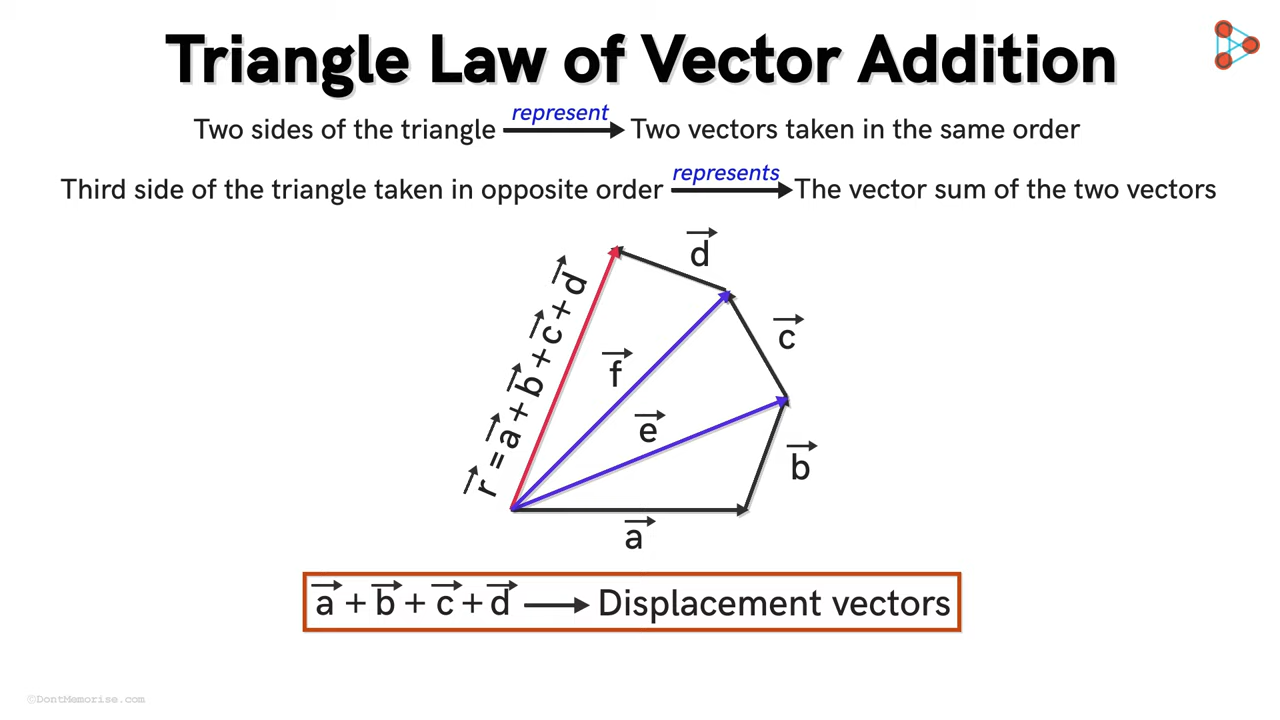 Triangle Law of Vector Addition
represent
Two sides of the triangle ⟶ Two vectors taken in the same order
represents
Third side of the triangle taken in opposite order ⟶ The vector sum of the two vectors
d⃗
c⃗
f⃗
r⃗ = a⃗ + b⃗ + c⃗ + d⃗
e⃗
b⃗
a⃗
a⃗ + b⃗ + c⃗ + d⃗ ⟶ Displacement vectors
©DontMemorise.com